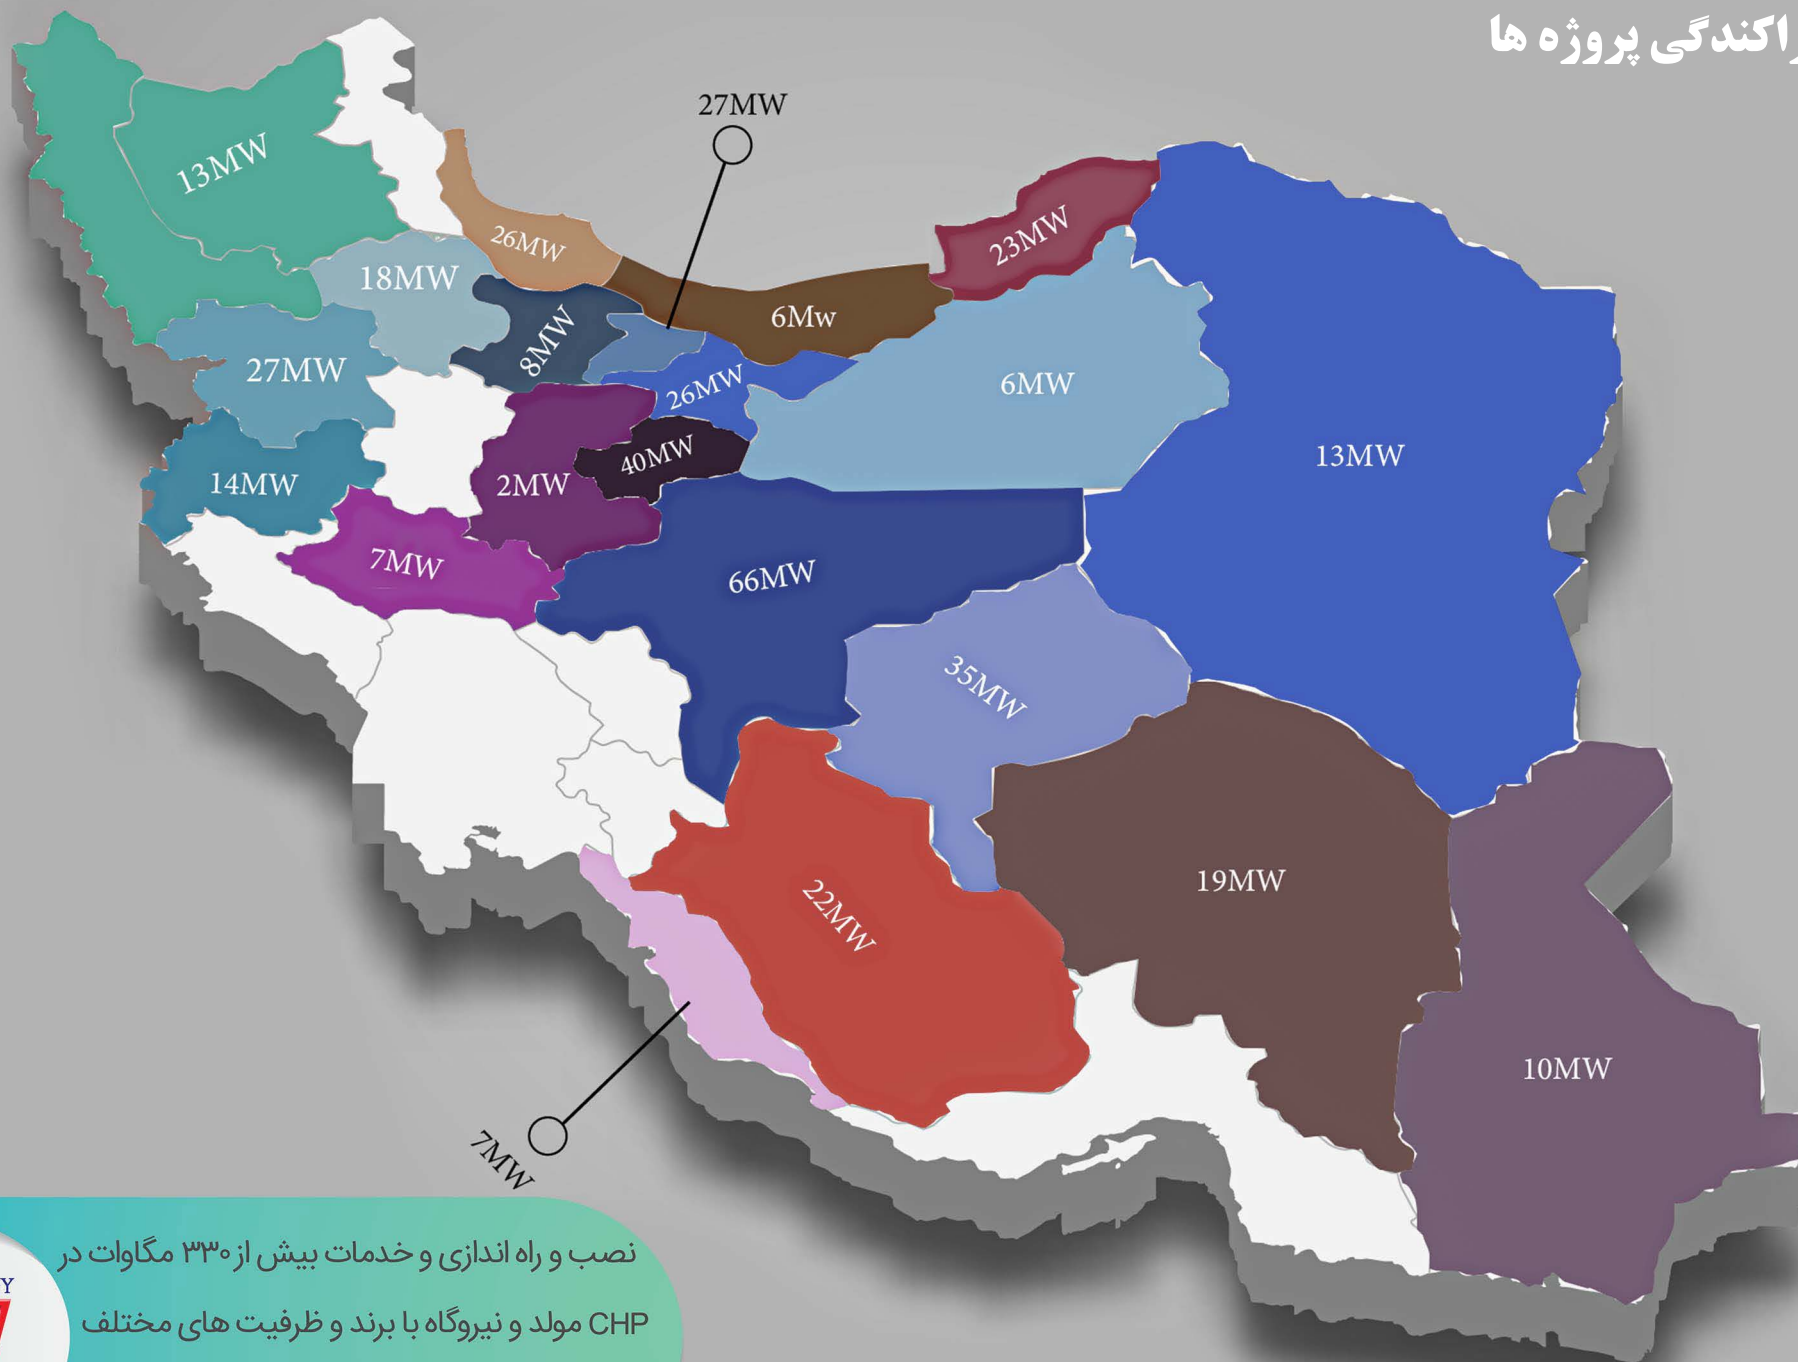 اکندگی پروژه ها
27MW
13MW
26MW
23MW
18MW
6Mw
8MW
27MW
26MW
6MW
13MW
40MW
14MW
2MW
7MW
66MW
35MW
19MW
22MW
10MW
7MW
نصب و راه اندازی و خدمات بیش از ۳۳۰ مگاوات در
CHP مولد و نیروگاه با برند و ظرفیت های مختلف
Y